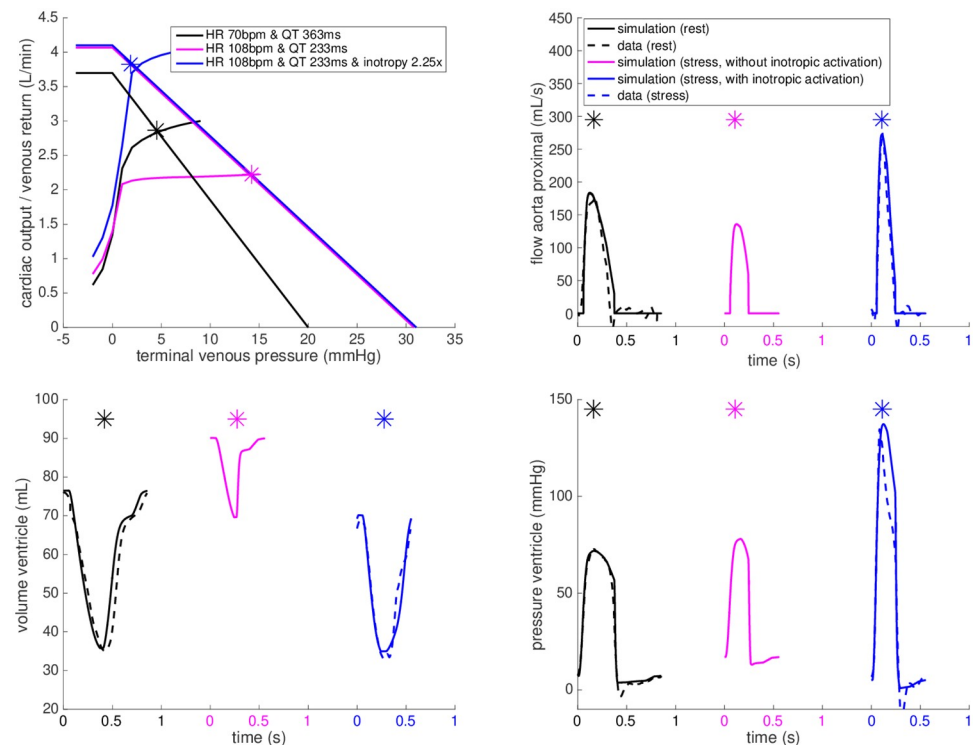 HR 70bpm & QT 363ms
HR 108bpm & QT 233ms
HR 108bpm & QT 233ms & inotropy 2.25x
cardiac output / venous return (L/min)
4.5
4
3.5
3
2.5
2
1.5
1
0.5
0
-5 0 5 10 15 20 25 30 35
terminal venous pressure (mmHg)
simulation (rest)
data (rest)
simulation (stress, without inotropic activation)
simulation (stress, with inotropic activation)
data (stress)
flow aorta proximal (mL/s)
450
400
350
300
250
200
150
100
50
0
0 0.5 1 0 0.5 1 0 0.5 1
time (s)
volume ventricle (mL)
100
90
80
70
60
50
40
30
20
0 0.5 1 0 0.5 1 0 0.5 1
time (s)
pressure ventricle (mmHg)
150
100
50
0
0 0.5 1 0 0.5 1 0 0.5 1
time (s)